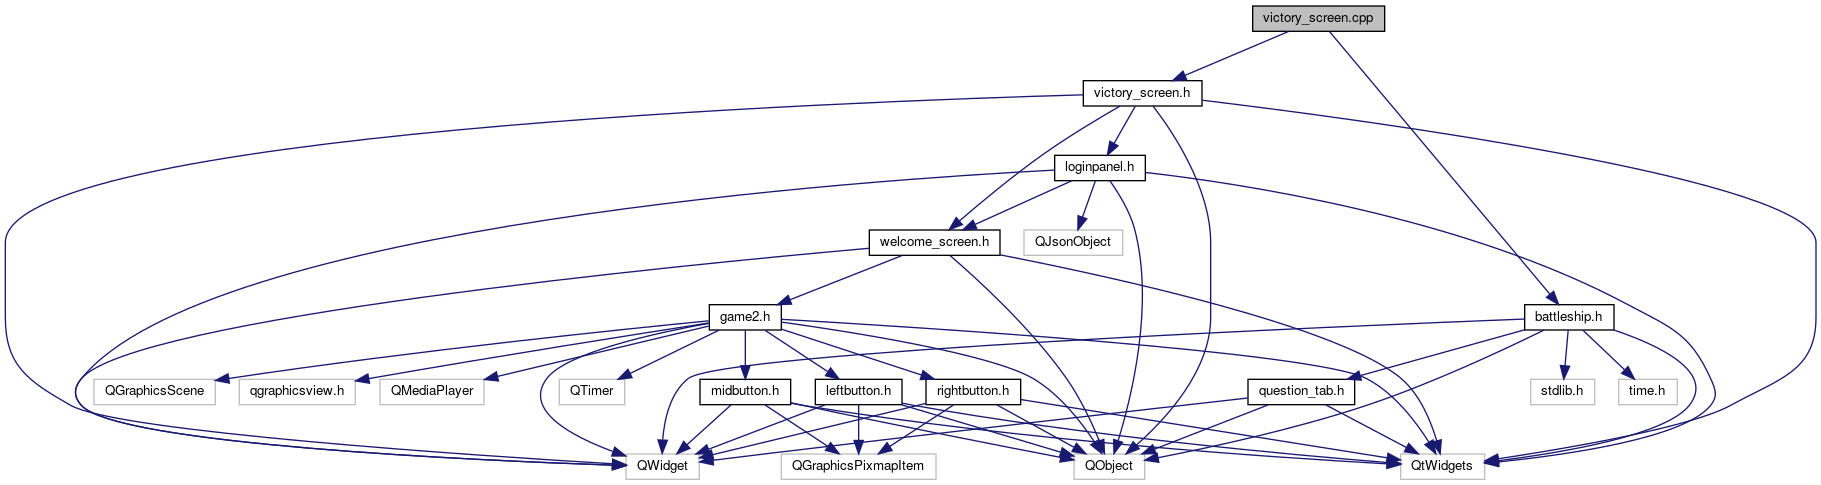 victory_screen.cpp
victory_screen.h
loginpanel.h
welcome_screen.h
QJsonObject
game2.h
battleship.h
QGraphicsScene
qgraphicsview.h
QMediaPlayer
QTimer
midbutton.h
leftbutton.h
rightbutton.h
question_tab.h
stdlib.h
time.h
QWidget
QGraphicsPixmapItem
QObject
QtWidgets